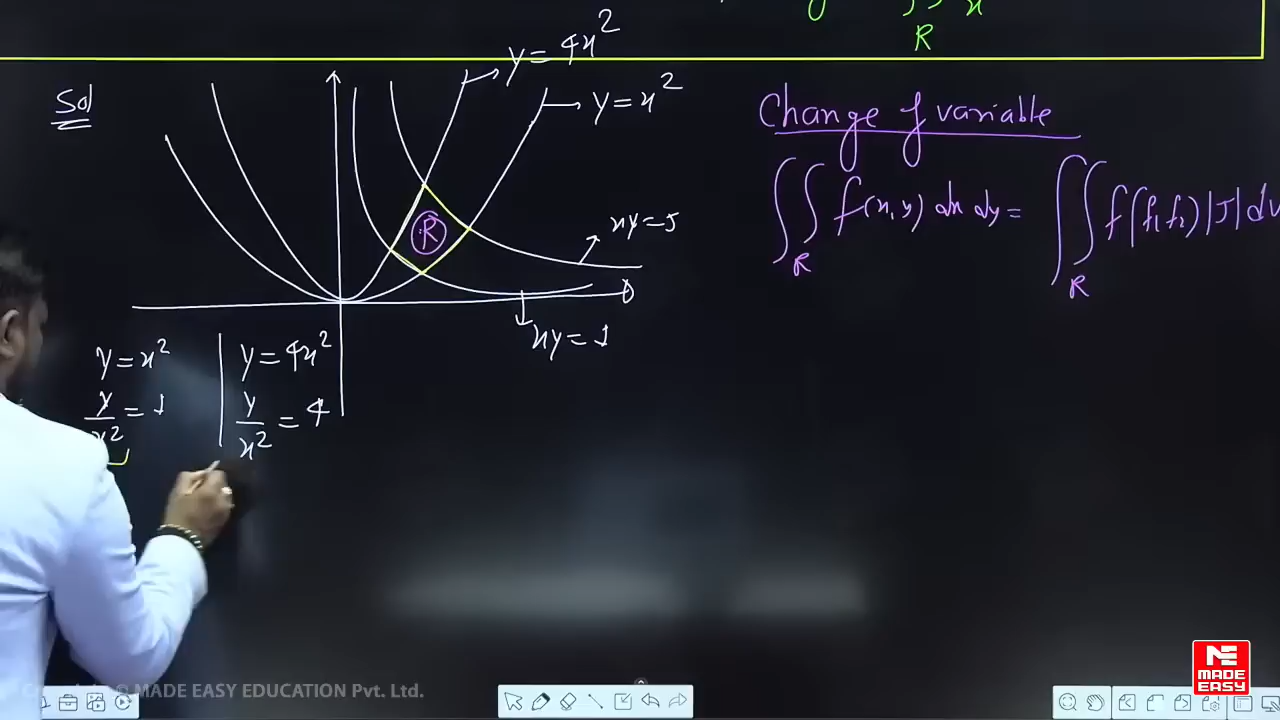 R
y = 4x²
Sol
y = x²
Change of variable
∬ f(x,y) dx dy = ∬ f(f₁,f₂) |J| d
R
R
R
xy=5
xy=1
y = x²
y = 4x²
y/x² = 1
y/x² = 4
MADE EASY EDUCATION Pvt. Ltd.
MADE
EASY